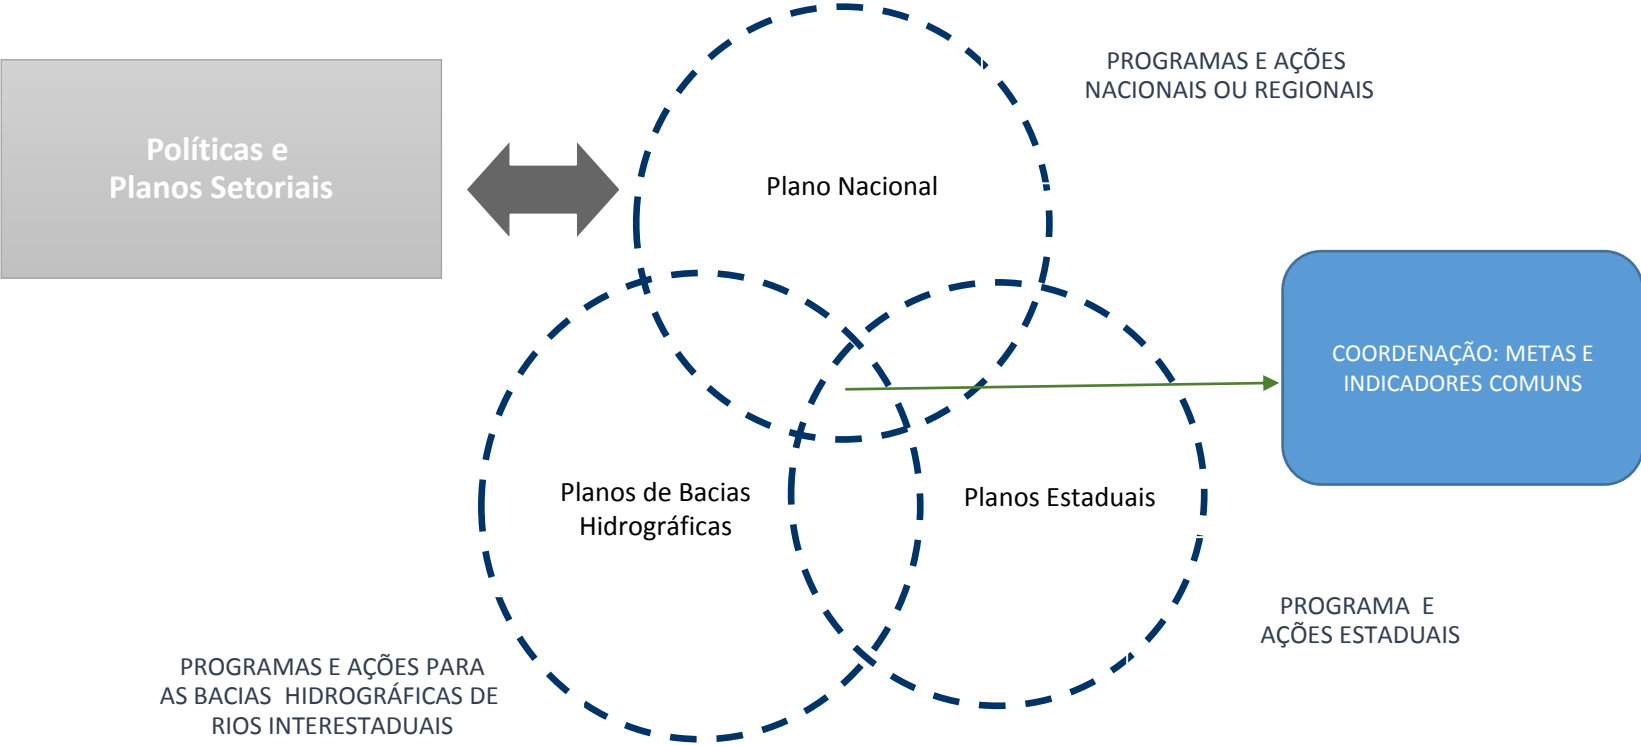 PROGRAMAS E AÇÕES
NACIONAIS OU REGIONAIS
Políticas e
Planos Setoriais
Plano Nacional
COORDENAÇÃO: METAS E
INDICADORES COMUNS
Planos de Bacias
Hidrográficas
Planos Estaduais
PROGRAMA E
AÇÕES ESTADUAIS
PROGRAMAS E AÇÕES PARA
AS BACIAS HIDROGRÁFICAS DE
RIOS INTERESTADUAIS